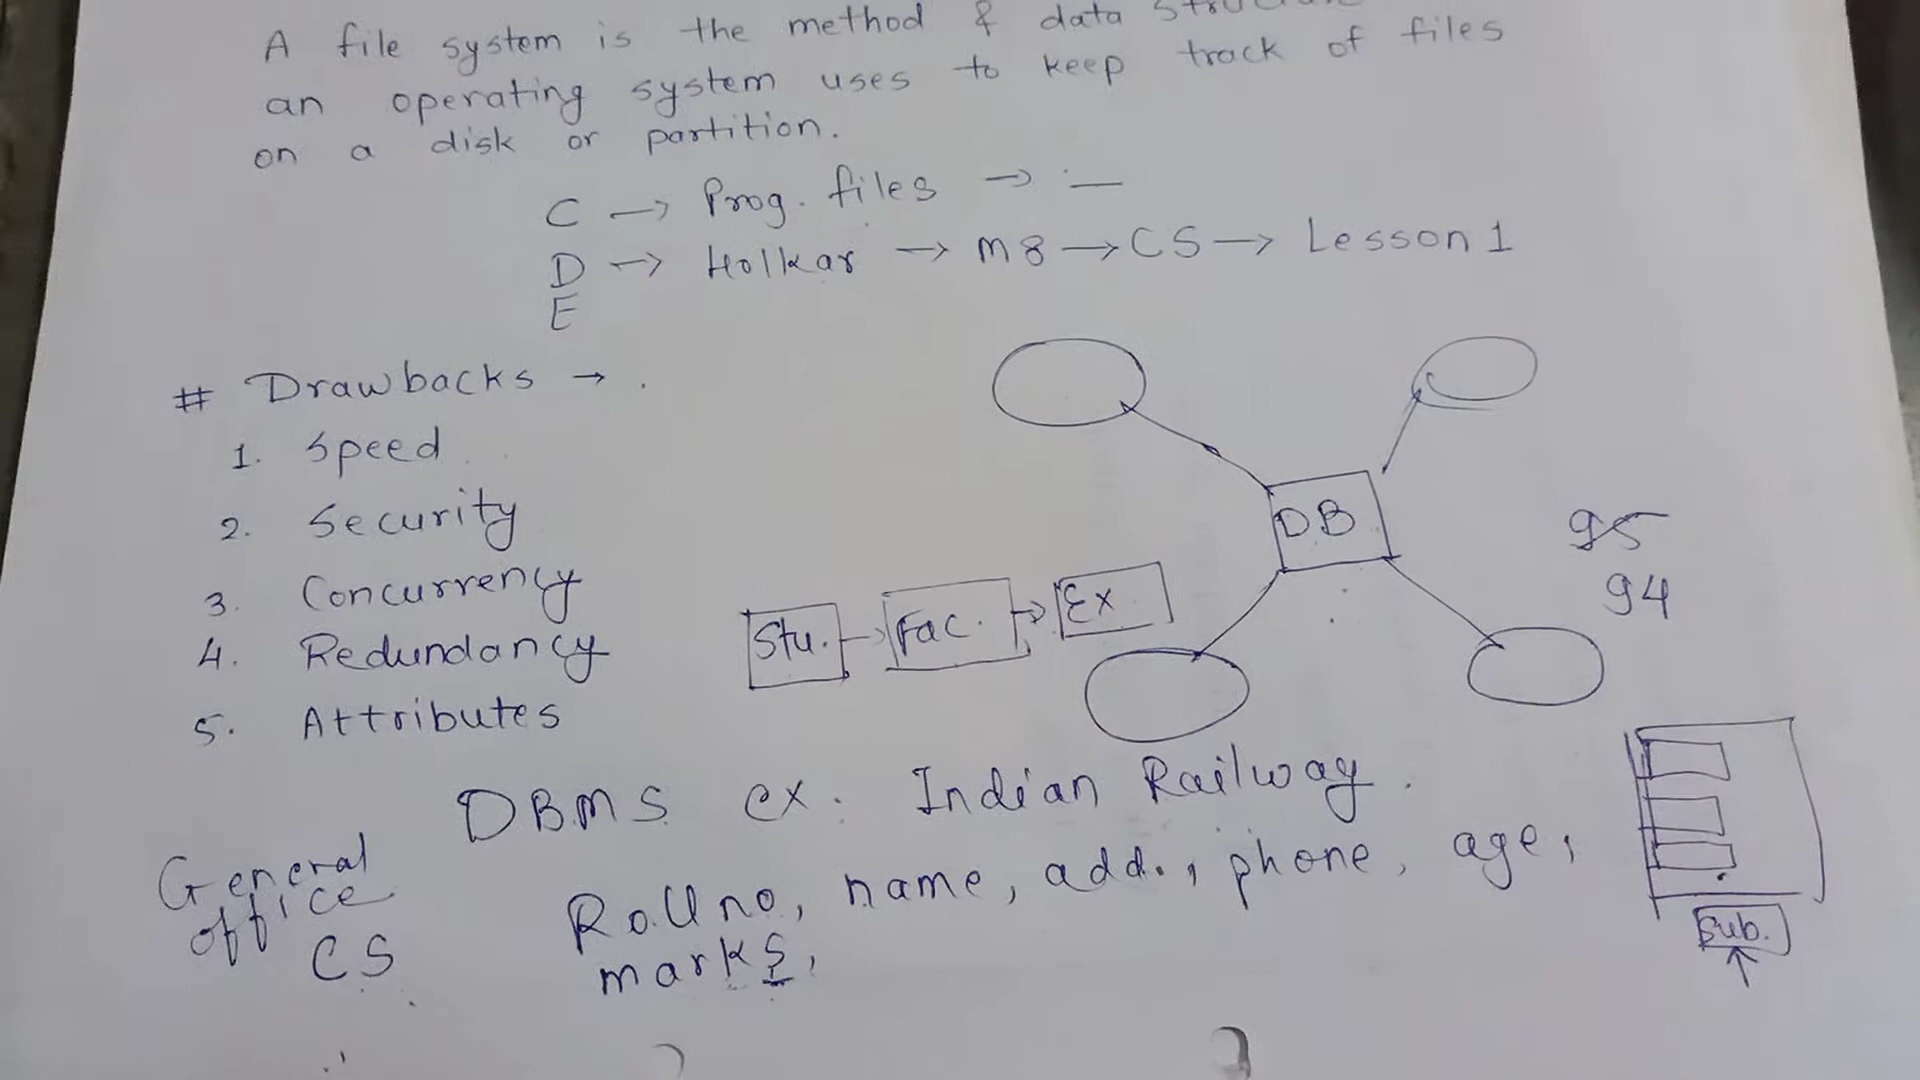 A file system is the method & data
an operating system uses to keep track of files
on a disk or partition.
C → Prog. files → —
D → Holkar → M8 → CS → Lesson 1
E
# Drawbacks →
1. Speed
2. Security
3. Concurrency
4. Redundancy
5. Attributes
DB
95
94
Stu. → Fac. → Ex
DBMS ex. Indian Railway.
General
office
CS
Roll no, name, add., phone, age,
marks,
Sub.